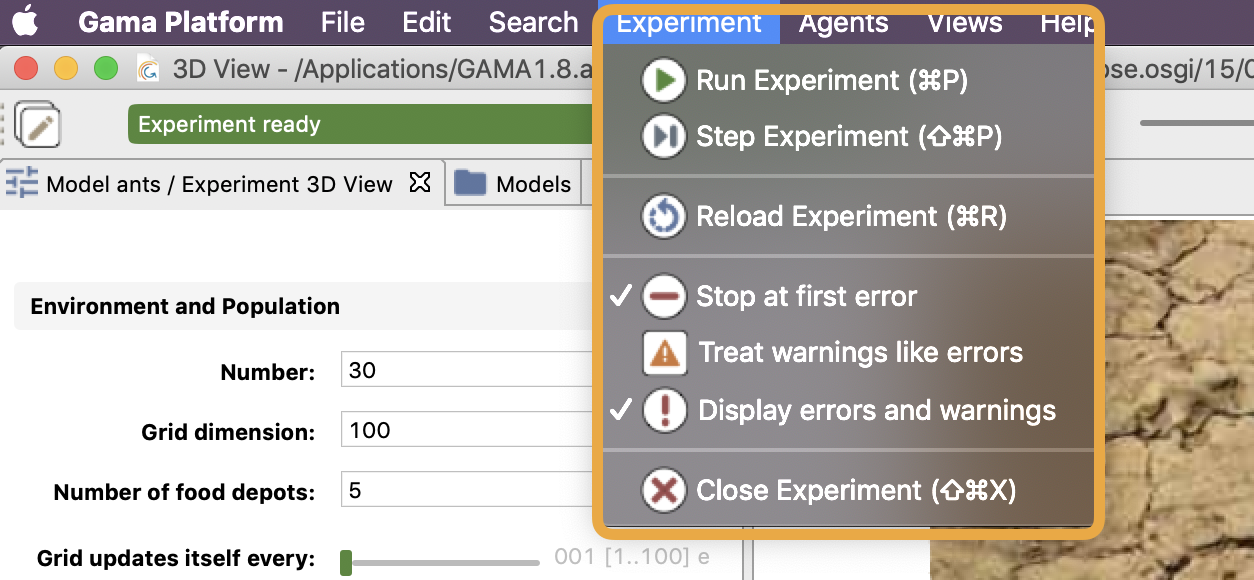 Gama Platform File Edit Search Experiment Agents Views Help
3D View - /Applications/GAMA1.8.a
ose.osgi/15/0
Experiment ready
Model ants / Experiment 3D View
Models
Run Experiment (⌘P)
Step Experiment (⇧⌘P)
Reload Experiment (⌘R)
Stop at first error
Treat warnings like errors
Display errors and warnings
Close Experiment (⇧⌘X)
Environment and Population
Number: 30
Grid dimension: 100
Number of food depots: 5
Grid updates itself every: 001 [1..100] e